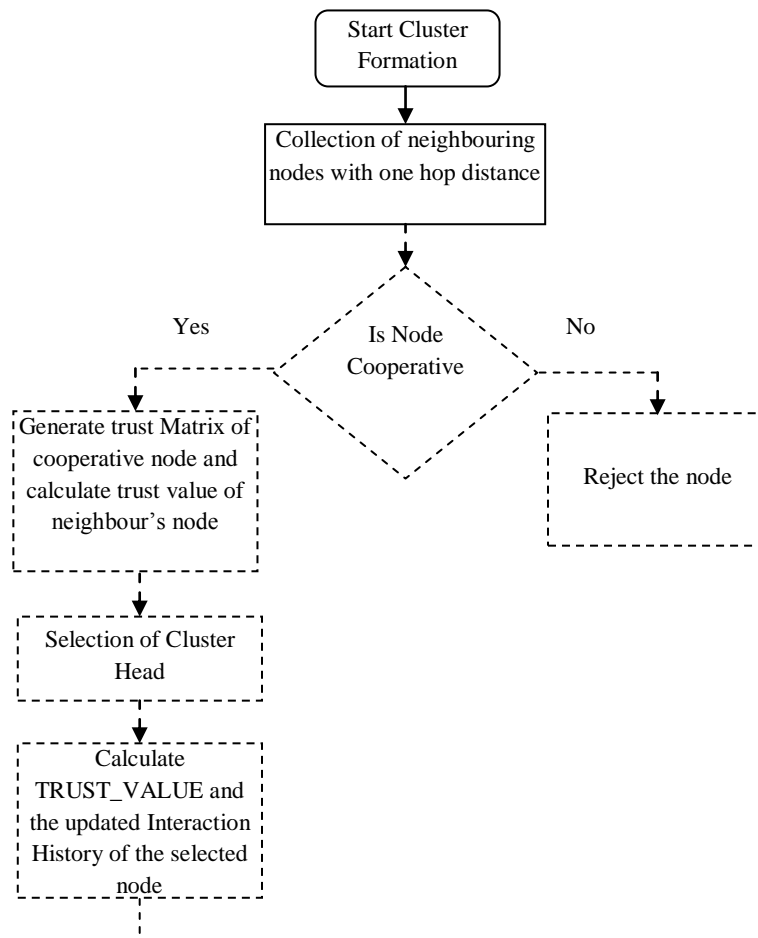 Start Cluster
Formation
Collection of neighbouring
nodes with one hop distance
Is Node
Cooperative
Yes
No
Generate trust Matrix of
cooperative node and
calculate trust value of
neighbour’s node
Reject the node
Selection of Cluster
Head
Calculate
TRUST_VALUE and
the updated Interaction
History of the selected
node